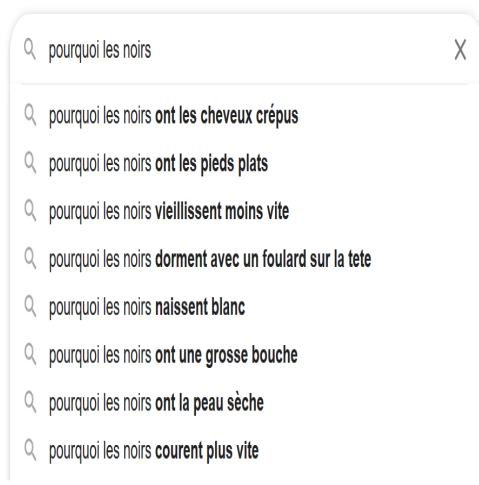 pourquoi les noirs
pourquoi les noirs ont les cheveux crépus
pourquoi les noirs ont les pieds plats
pourquoi les noirs vieillissent moins vite
pourquoi les noirs dorment avec un foulard sur la tete
pourquoi les noirs naissent blanc
pourquoi les noirs ont une grosse bouche
pourquoi les noirs ont la peau sèche
pourquoi les noirs courent plus vite